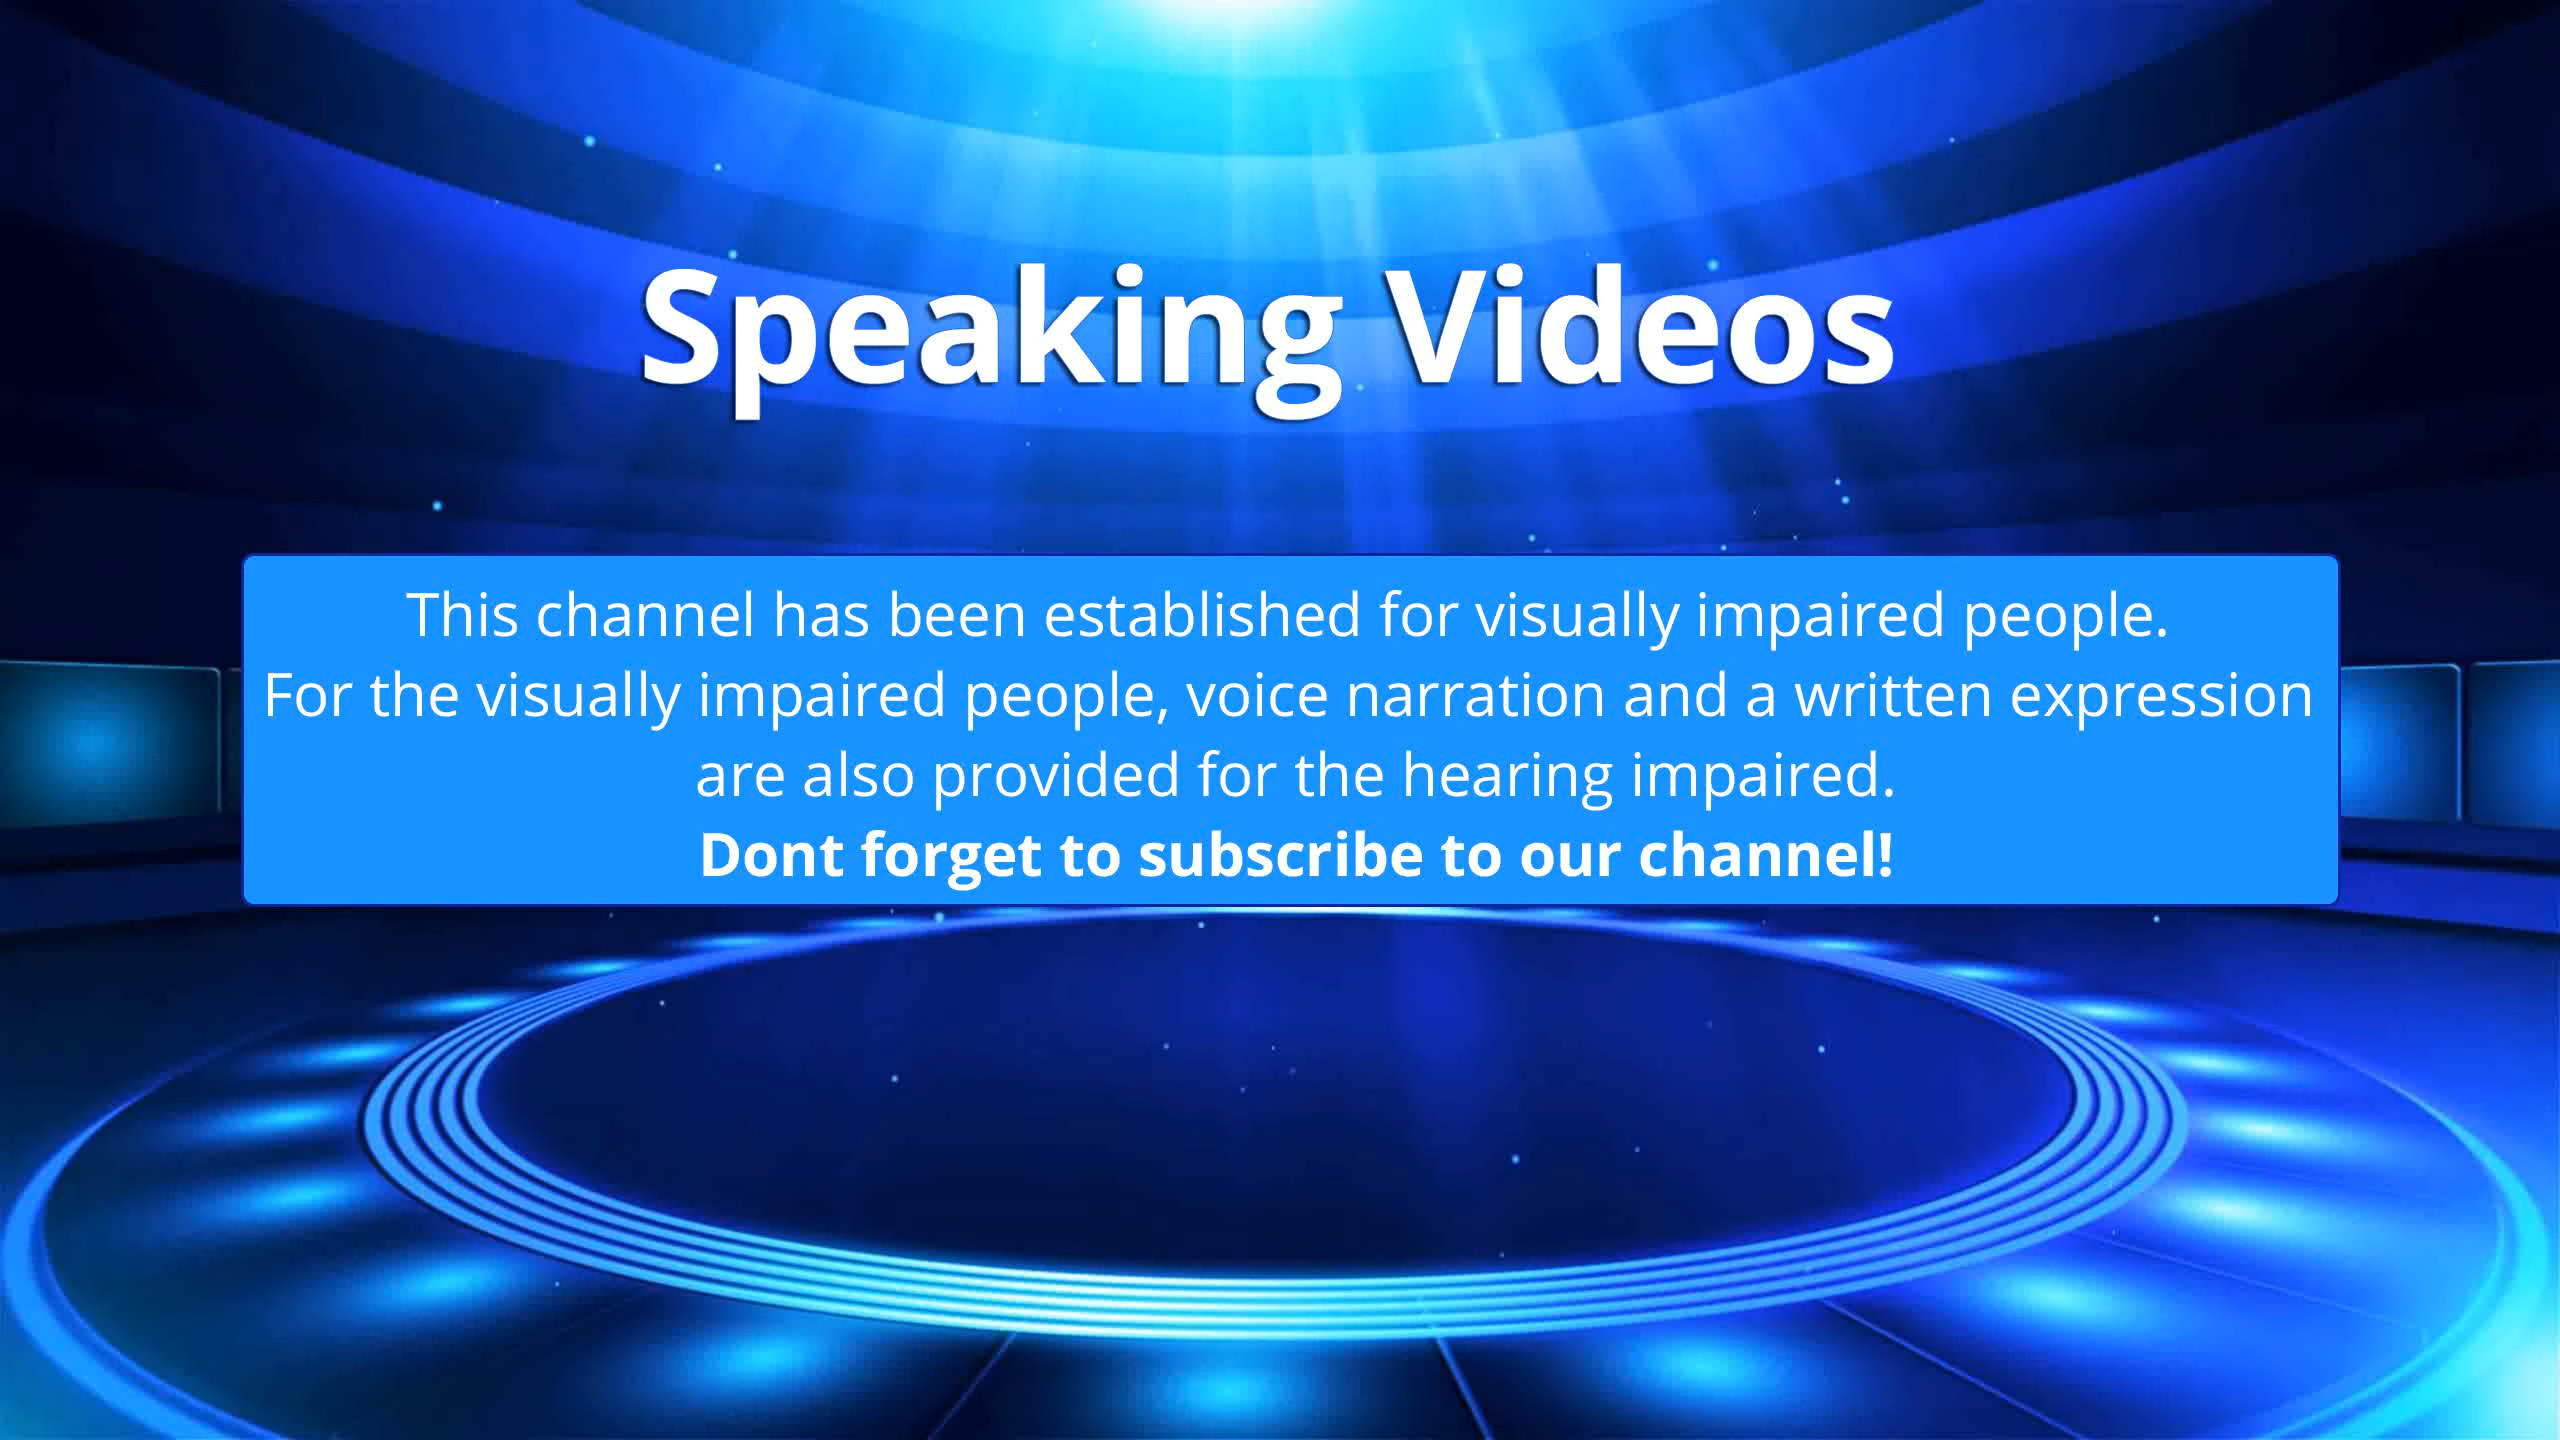 Speaking Videos
This channel has been established for visually impaired people.
For the visually impaired people, voice narration and a written expression
are also provided for the hearing impaired.
Dont forget to subscribe to our channel!